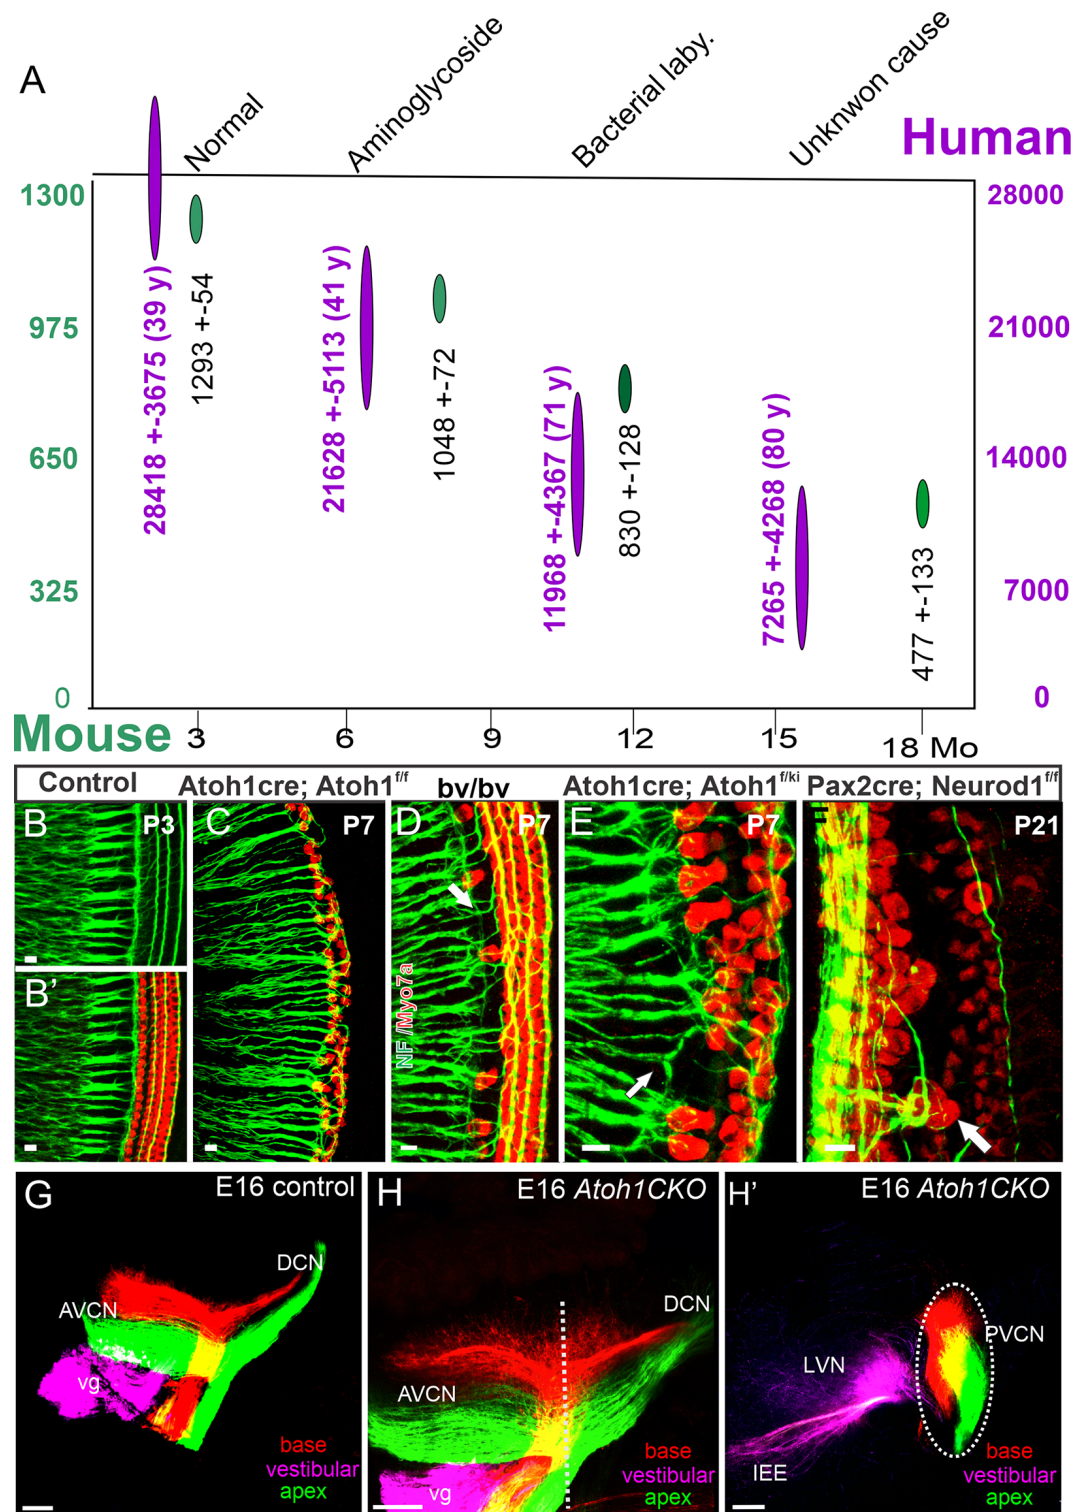 A
Normal
Aminoglycoside
Bacterial laby.
Unknwon cause
Human
1300
975
650
325
0
28000
21000
14000
7000
0
28418 +-3675 (39 y)
1293 +-54
21628 +-5113 (41 y)
1048 +-72
11968 +-4367 (71 y)
830 +-128
7265 +-4268 (80 y)
477 +-133
Mouse
3
6
9
12
15
18 Mo
Control
Atoh1cre; Atoh1f/f
bv/bv
Atoh1cre; Atoh1f/ki
Pax2cre; Neurod1f/f
B
P3
B'
C
P7
D
P7
NF /Myo7a
E
P7
F
P21
G
E16 control
DCN
AVCN
vg
base
vestibular
apex
H
E16 Atoh1CKO
DCN
AVCN
vg
base
vestibular
apex
H'
E16 Atoh1CKO
PVCN
LVN
IEE
base
vestibular
apex